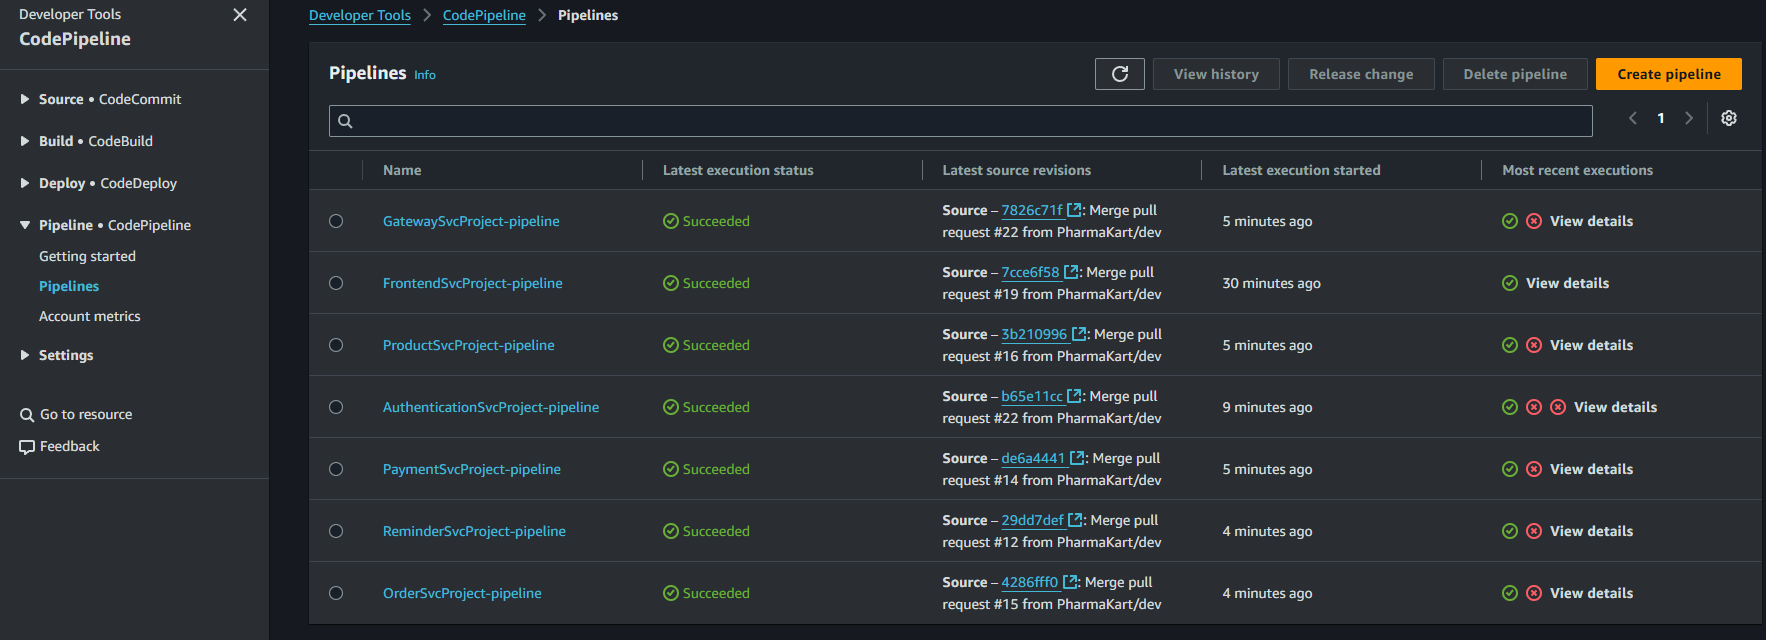 Developer Tools
CodePipeline
Source • CodeCommit
Build • CodeBuild
Deploy • CodeDeploy
Pipeline • CodePipeline
Getting started
Pipelines
Account metrics
Settings
Go to resource
Feedback
Developer Tools > CodePipeline > Pipelines
Pipelines Info
View history Release change Delete pipeline Create pipeline
1
Name Latest execution status Latest source revisions Latest execution started Most recent executions
GatewaySvcProject-pipeline Succeeded Source – 7826c71f: Merge pull 5 minutes ago View details
request #22 from PharmaKart/dev
FrontendSvcProject-pipeline Succeeded Source – 7cce6f58: Merge pull 30 minutes ago View details
request #19 from PharmaKart/dev
ProductSvcProject-pipeline Succeeded Source – 3b210996: Merge pull 5 minutes ago View details
request #16 from PharmaKart/dev
AuthenticationSvcProject-pipeline Succeeded Source – b65e11cc: Merge pull 9 minutes ago View details
request #22 from PharmaKart/dev
PaymentSvcProject-pipeline Succeeded Source – de6a4441: Merge pull 5 minutes ago View details
request #14 from PharmaKart/dev
ReminderSvcProject-pipeline Succeeded Source – 29dd7def: Merge pull 4 minutes ago View details
request #12 from PharmaKart/dev
OrderSvcProject-pipeline Succeeded Source – 4286fff0: Merge pull 4 minutes ago View details
request #15 from PharmaKart/dev